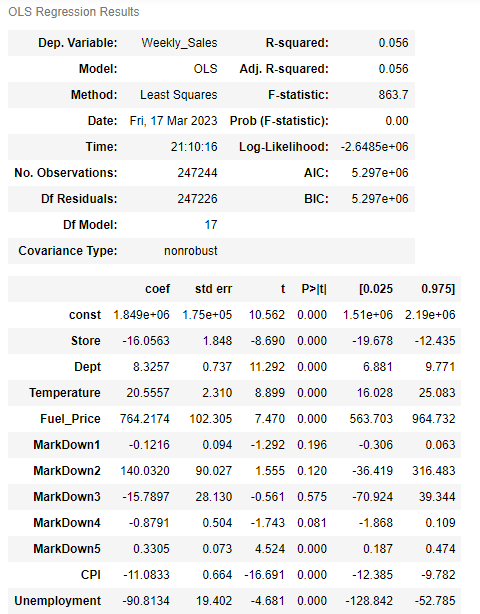 OLS Regression Results
Dep. Variable: Weekly_Sales R-squared: 0.056
Model: OLS Adj. R-squared: 0.056
Method: Least Squares F-statistic: 863.7
Date: Fri, 17 Mar 2023 Prob (F-statistic): 0.00
Time: 21:10:16 Log-Likelihood: -2.6485e+06
No. Observations: 247244 AIC: 5.297e+06
Df Residuals: 247226 BIC: 5.297e+06
Df Model: 17
Covariance Type: nonrobust
coef std err t P>|t| [0.025 0.975]
const 1.849e+06 1.75e+05 10.562 0.000 1.51e+06 2.19e+06
Store -16.0563 1.848 -8.690 0.000 -19.678 -12.435
Dept 8.3257 0.737 11.292 0.000 6.881 9.771
Temperature 20.5557 2.310 8.899 0.000 16.028 25.083
Fuel_Price 764.2174 102.305 7.470 0.000 563.703 964.732
MarkDown1 -0.1216 0.094 -1.292 0.196 -0.306 0.063
MarkDown2 140.0320 90.027 1.555 0.120 -36.419 316.483
MarkDown3 -15.7897 28.130 -0.561 0.575 -70.924 39.344
MarkDown4 -0.8791 0.504 -1.743 0.081 -1.868 0.109
MarkDown5 0.3305 0.073 4.524 0.000 0.187 0.474
CPI -11.0833 0.664 -16.691 0.000 -12.385 -9.782
Unemployment -90.8134 19.402 -4.681 0.000 -128.842 -52.785